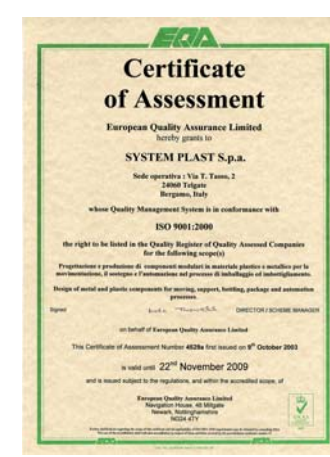 EQA
Certificate
of Assessment
European Quality Assurance Limited
hereby grants to
SYSTEM PLAST S.p.a.
Sede operativa : Via T. Tasso, 2
24060 Telgate
Bergamo, Italy
whose Quality Management System is in conformance with
ISO 9001:2000
the right to be listed in the Quality Register of Quality Assessed Companies
for the following scope(s)
Progettazione e produzione di componenti modulari in materiale plastico e metallico per la
movimentazione, il sostegno e l'automazione nel processo di imballaggio ed imbottigliamento.
Design of metal and plastic components for moving, support, bottling, package and automation
processes.
Signed
DIRECTOR / SCHEME MANAGER
on behalf of European Quality Assurance Limited
This Certificate of Assessment Number 4528a first issued on 9th October 2003
is valid until 22nd November 2009
and is issued subject to the regulations, and within the accredited scope, of
European Quality Assurance Limited
Navigation House, 48 Millgate
Newark, Nottinghamshire
NG24 4TY